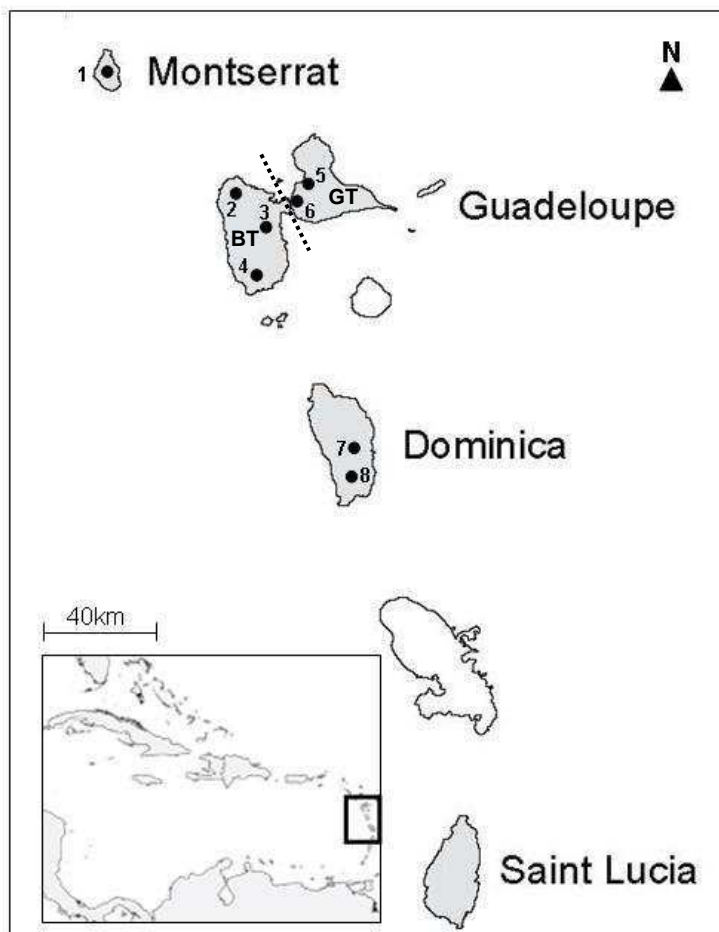 N
1 Montserrat
5
GT
2
6
3
BT
Guadeloupe
4
7
Dominica
8
40km
Saint Lucia